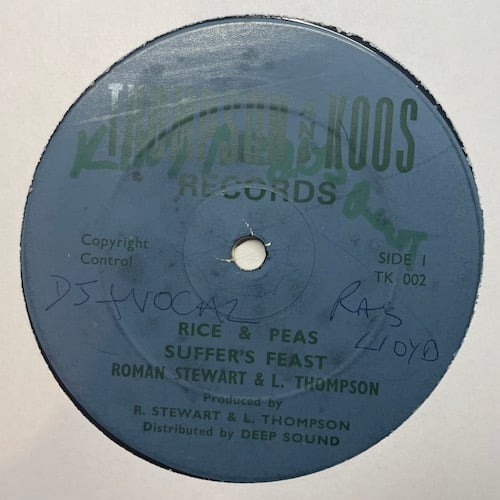 THOMPSON AND KOOS
RECORDS
Copyright
Control
SIDE 1
TK 002
DJ + VOCAL
RAS
LLOYD
RICE & PEAS
SUFFER'S FEAST
ROMAN STEWART & L. THOMPSON
Produced by
R. STEWART & L. THOMPSON
Distributed by DEEP SOUND